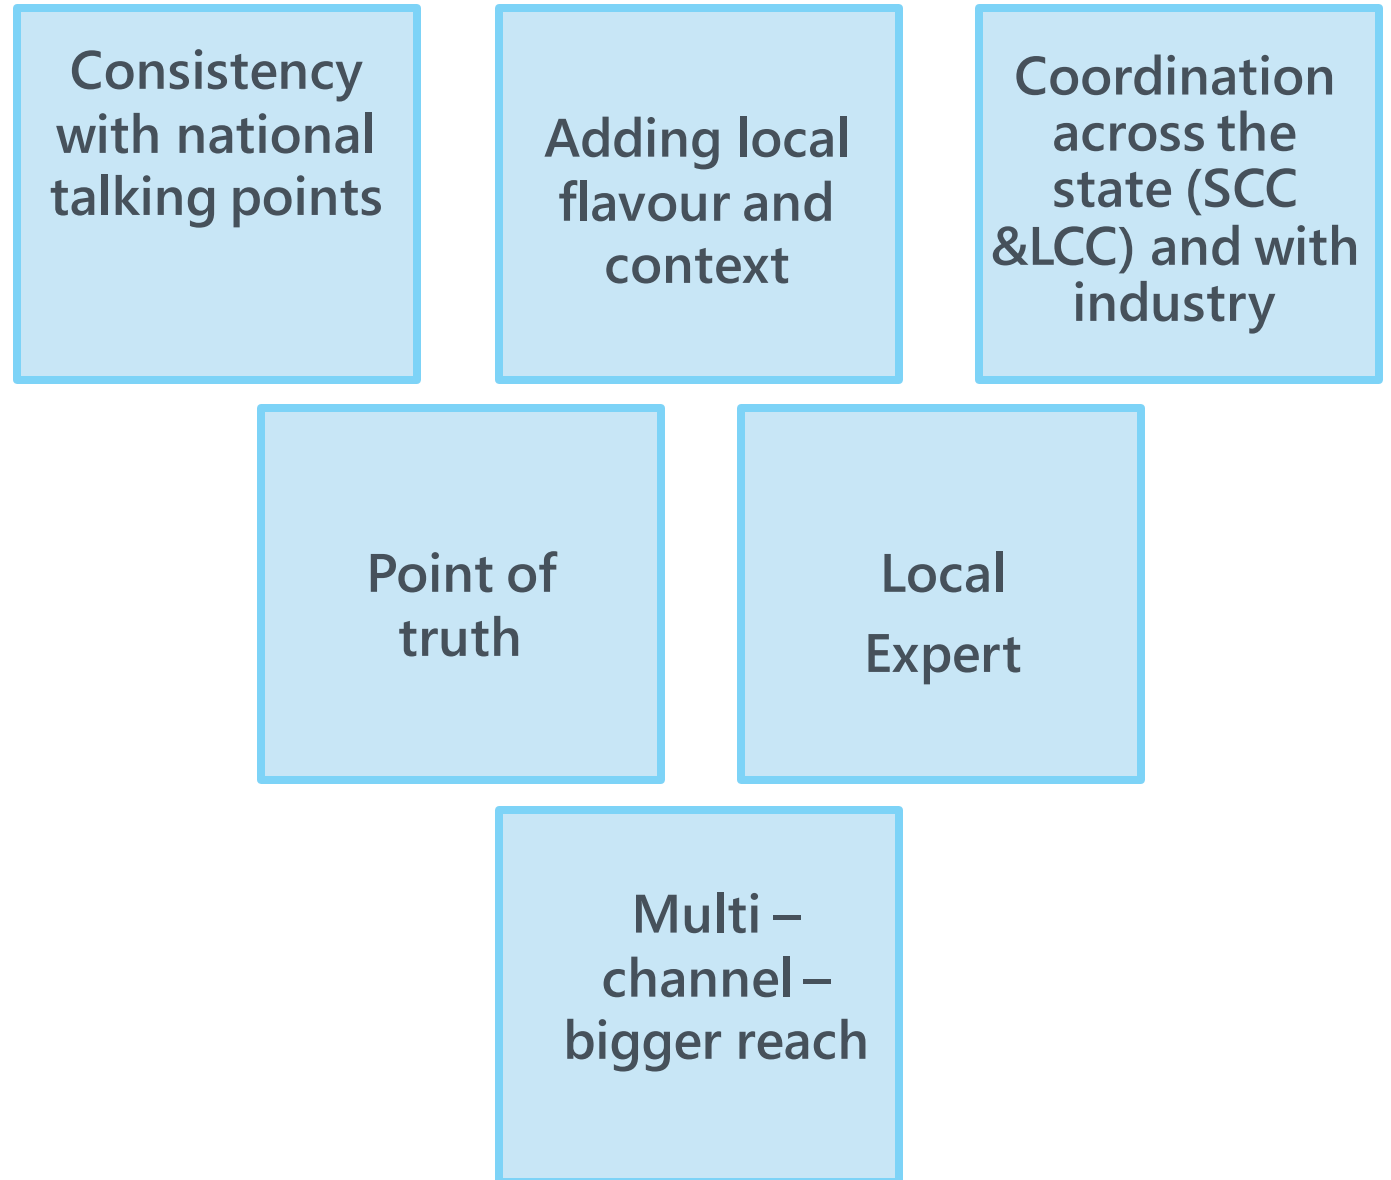 Consistency
with national
talking points
Adding local
flavour and
context
Coordination
across the
state (SCC
&LCC) and with
industry
Point of
truth
Local
Expert
Multi –
channel –
bigger reach